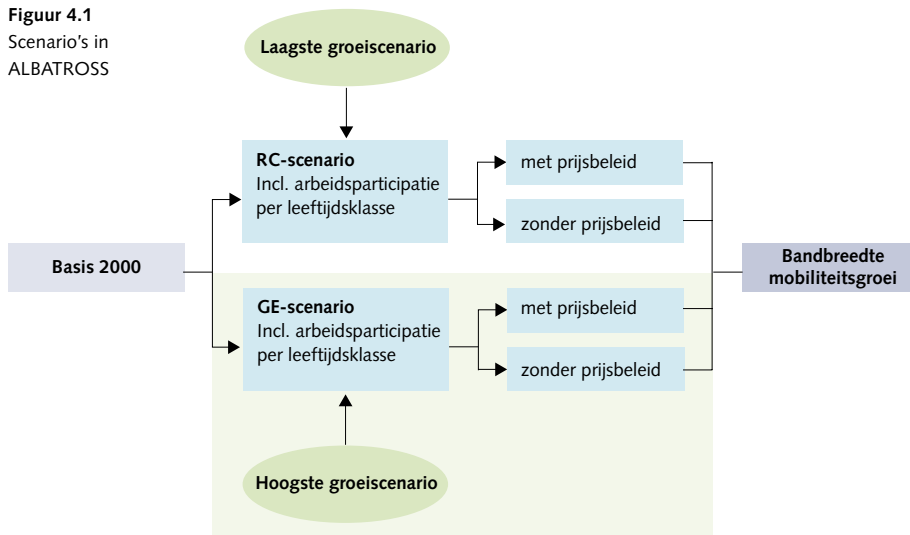 Figuur 4.1
Scenario's in
ALBATROSS
Laagste groeiscenario
RC-scenario
Incl. arbeidsparticipatie
per leeftijdsklasse
met prijsbeleid
zonder prijsbeleid
Basis 2000
Bandbreedte
mobiliteitsgroei
GE-scenario
Incl. arbeidsparticipatie
per leeftijdsklasse
met prijsbeleid
zonder prijsbeleid
Hoogste groeiscenario